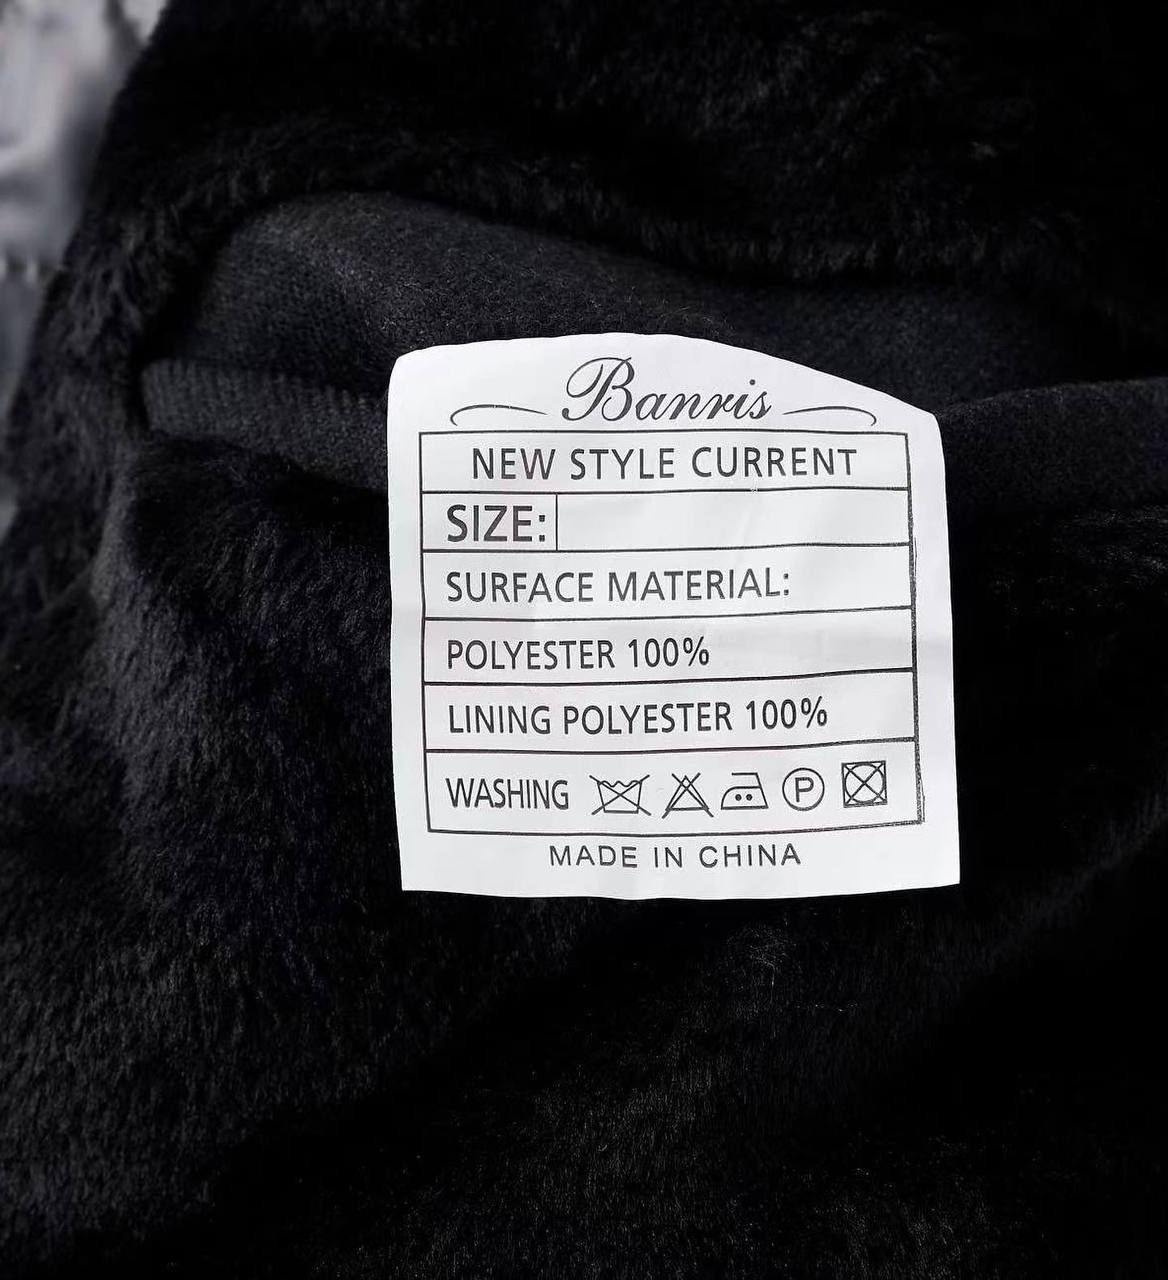 Banris
NEW STYLE CURRENT
SIZE:
SURFACE MATERIAL:
POLYESTER 100%
LINING POLYESTER 100%
WASHING P
MADE IN CHINA